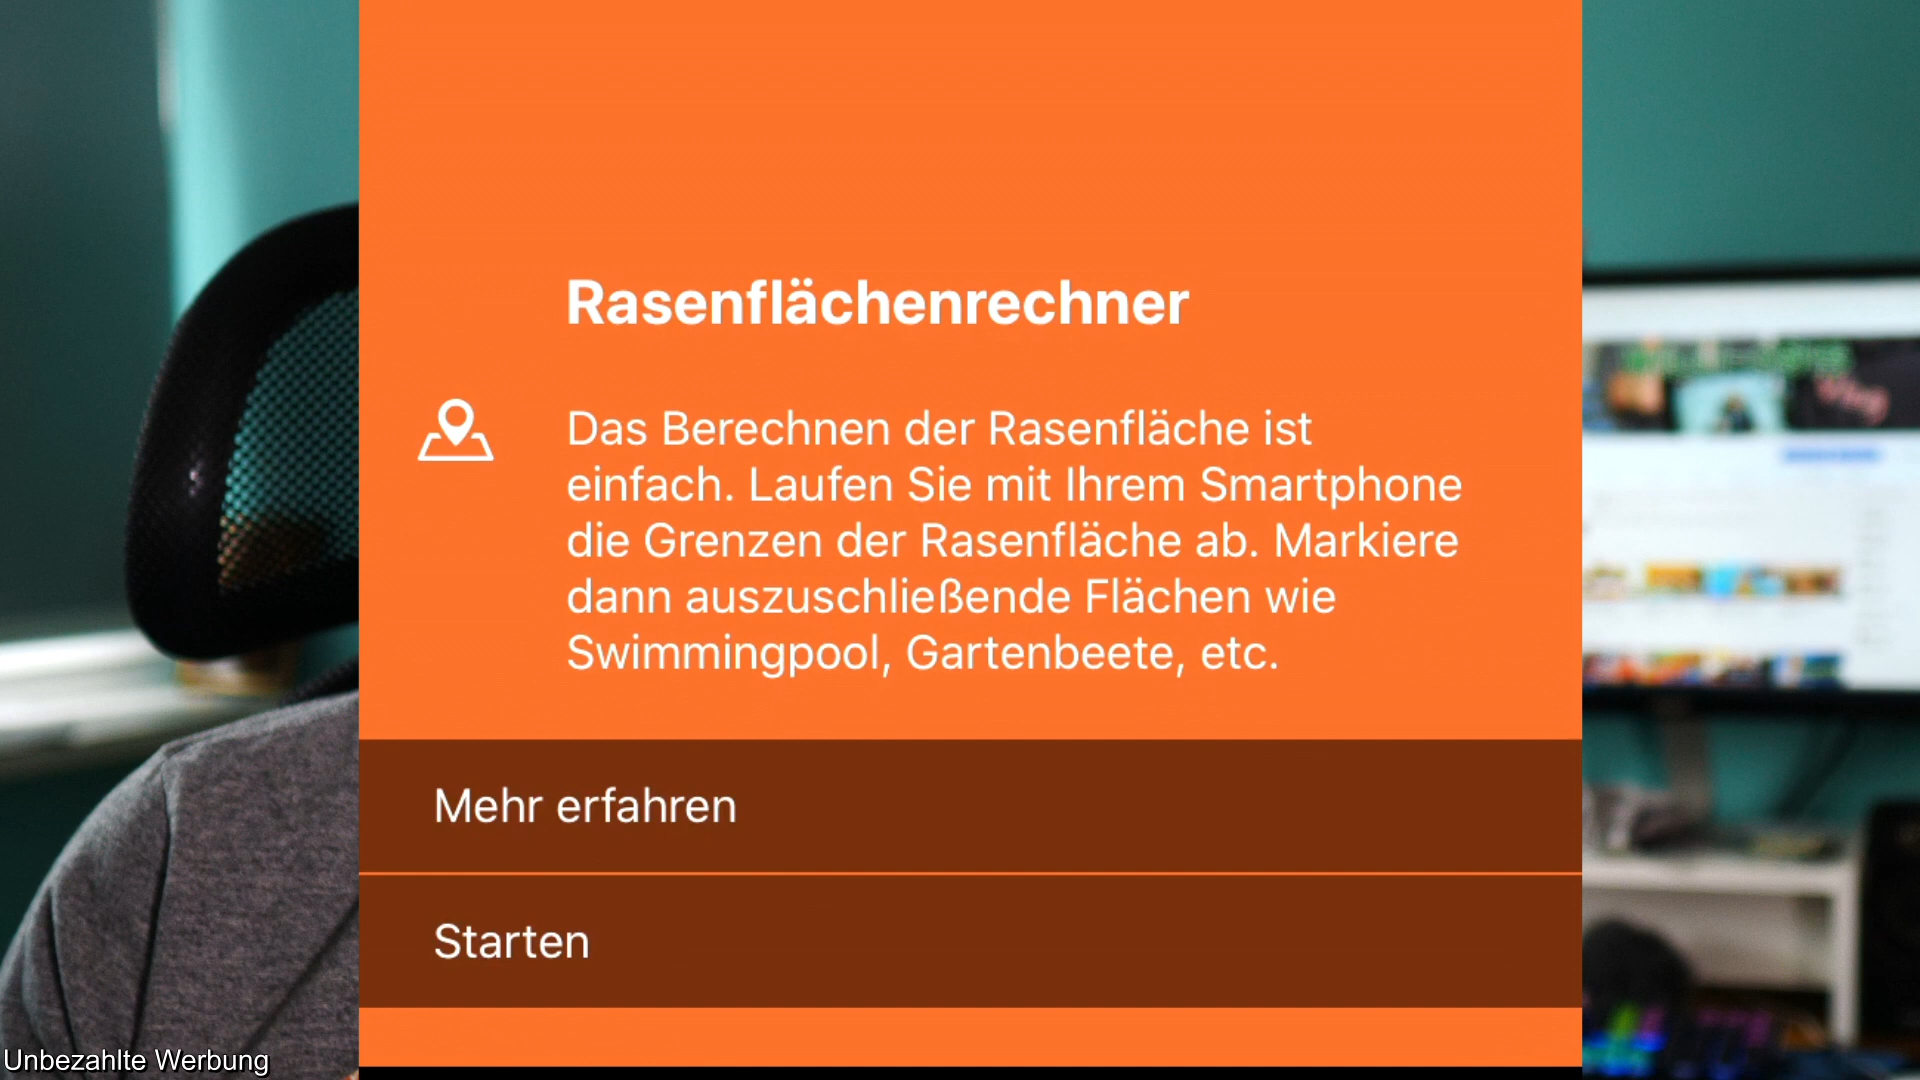 Rasenflächenrechner
Das Berechnen der Rasenfläche ist
einfach. Laufen Sie mit Ihrem Smartphone
die Grenzen der Rasenfläche ab. Markiere
dann auszuschließende Flächen wie
Swimmingpool, Gartenbeete, etc.
Mehr erfahren
Starten
Unbezahlte Werbung